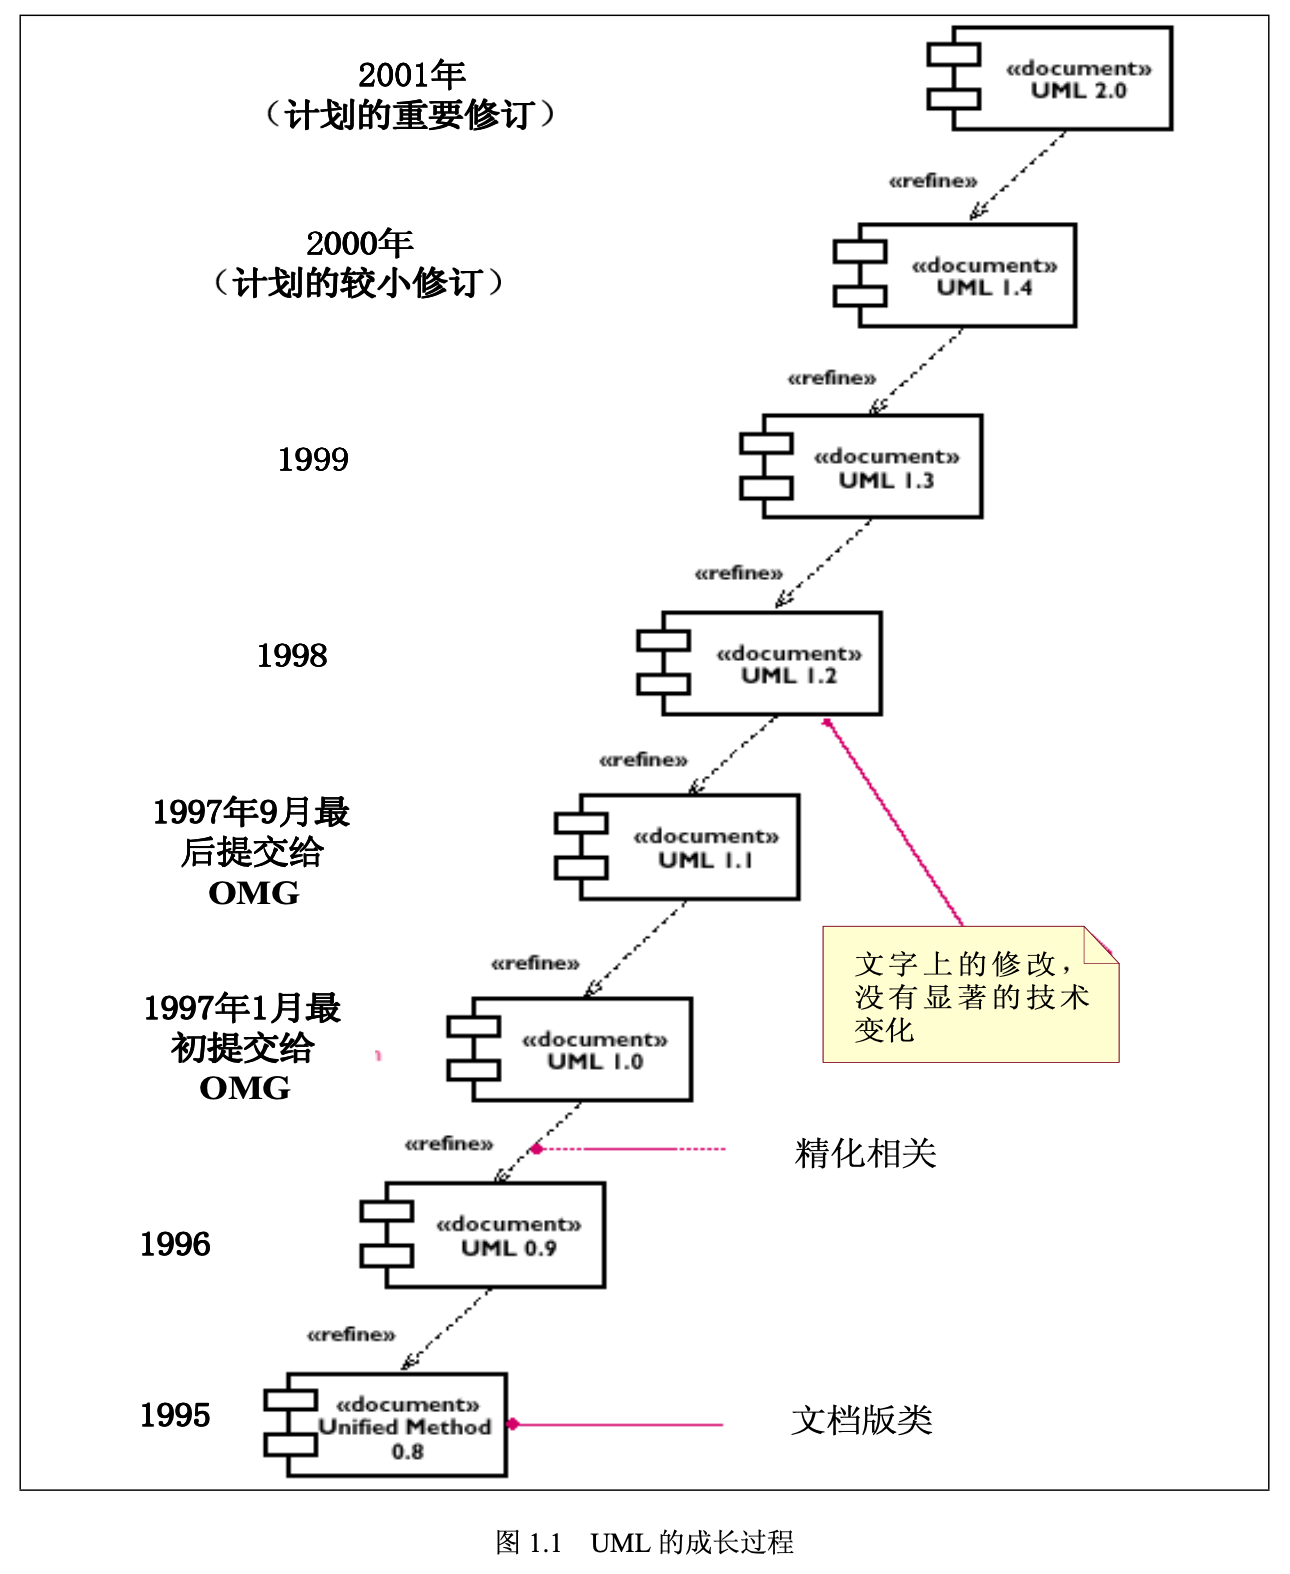 2001年
（计划的重要修订）
«document»
UML 2.0
«refine»
2000年
（计划的较小修订）
«document»
UML 1.4
«refine»
1999
«document»
UML 1.3
«refine»
1998
«document»
UML 1.2
«refine»
1997年9月最
后提交给
OMG
«document»
UML 1.1
文字上的修改，
没有显著的技术
变化
«refine»
1997年1月最
初提交给
OMG
«document»
UML 1.0
«refine»
精化相关
1996
«document»
UML 0.9
«refine»
1995
«document»
Unified Method
0.8
文档版类
图 1.1 UML 的成长过程